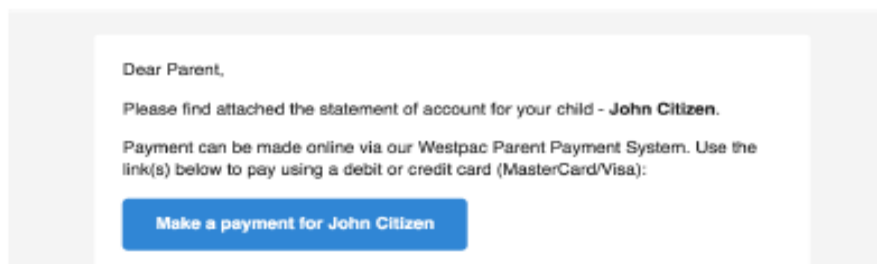 Dear Parent,
Please find attached the statement of account for your child - John Citizen.
Payment can be made online via our Westpac Parent Payment System. Use the
link(s) below to pay using a debit or credit card (MasterCard/Visa):
Make a payment for John Citizen